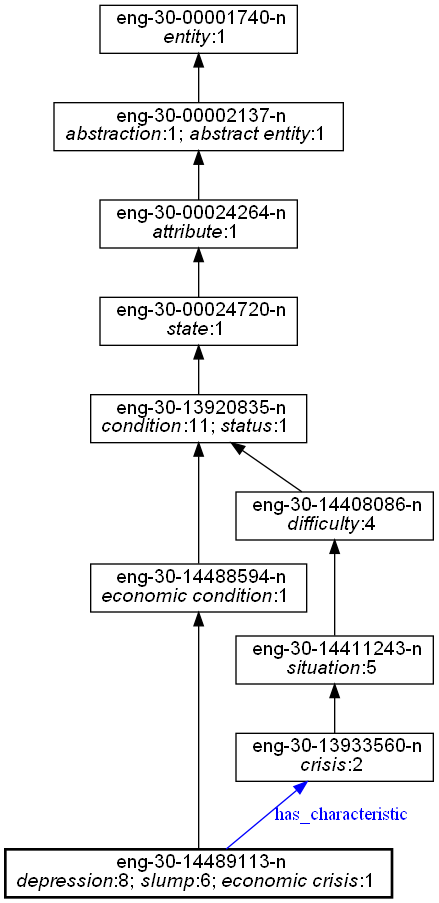 eng-30-00001740-n
entity:1
eng-30-00002137-n
abstraction:1; abstract entity:1
eng-30-00024264-n
attribute:1
eng-30-00024720-n
state:1
eng-30-13920835-n
condition:11; status:1
eng-30-14408086-n
difficulty:4
eng-30-14488594-n
economic condition:1
eng-30-14411243-n
situation:5
eng-30-13933560-n
crisis:2
has_characteristic
eng-30-14489113-n
depression:8; slump:6; economic crisis:1